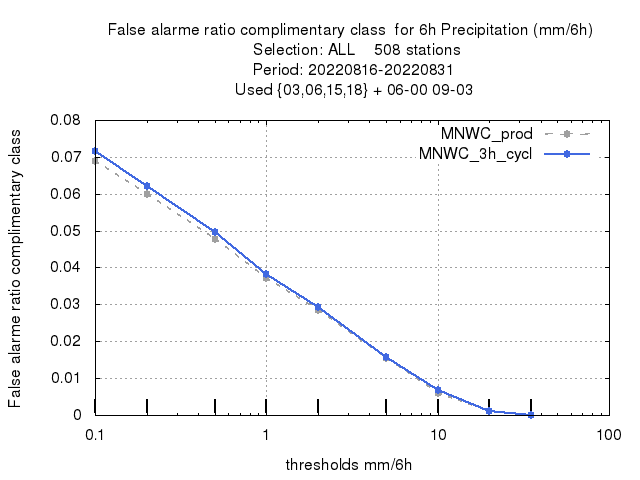 False alarme ratio complimentary class  for 6h Precipitation (mm/6h)
Selection: ALL    508 stations
Period: 20220816-20220831
Used {03,06,15,18} + 06-00 09-03
MNWC_prod
MNWC_3h_cycl
False alarme ratio complimentary class
0.08
0.07
0.06
0.05
0.04
0.03
0.02
0.01
0
0.1 1 10 100
thresholds mm/6h